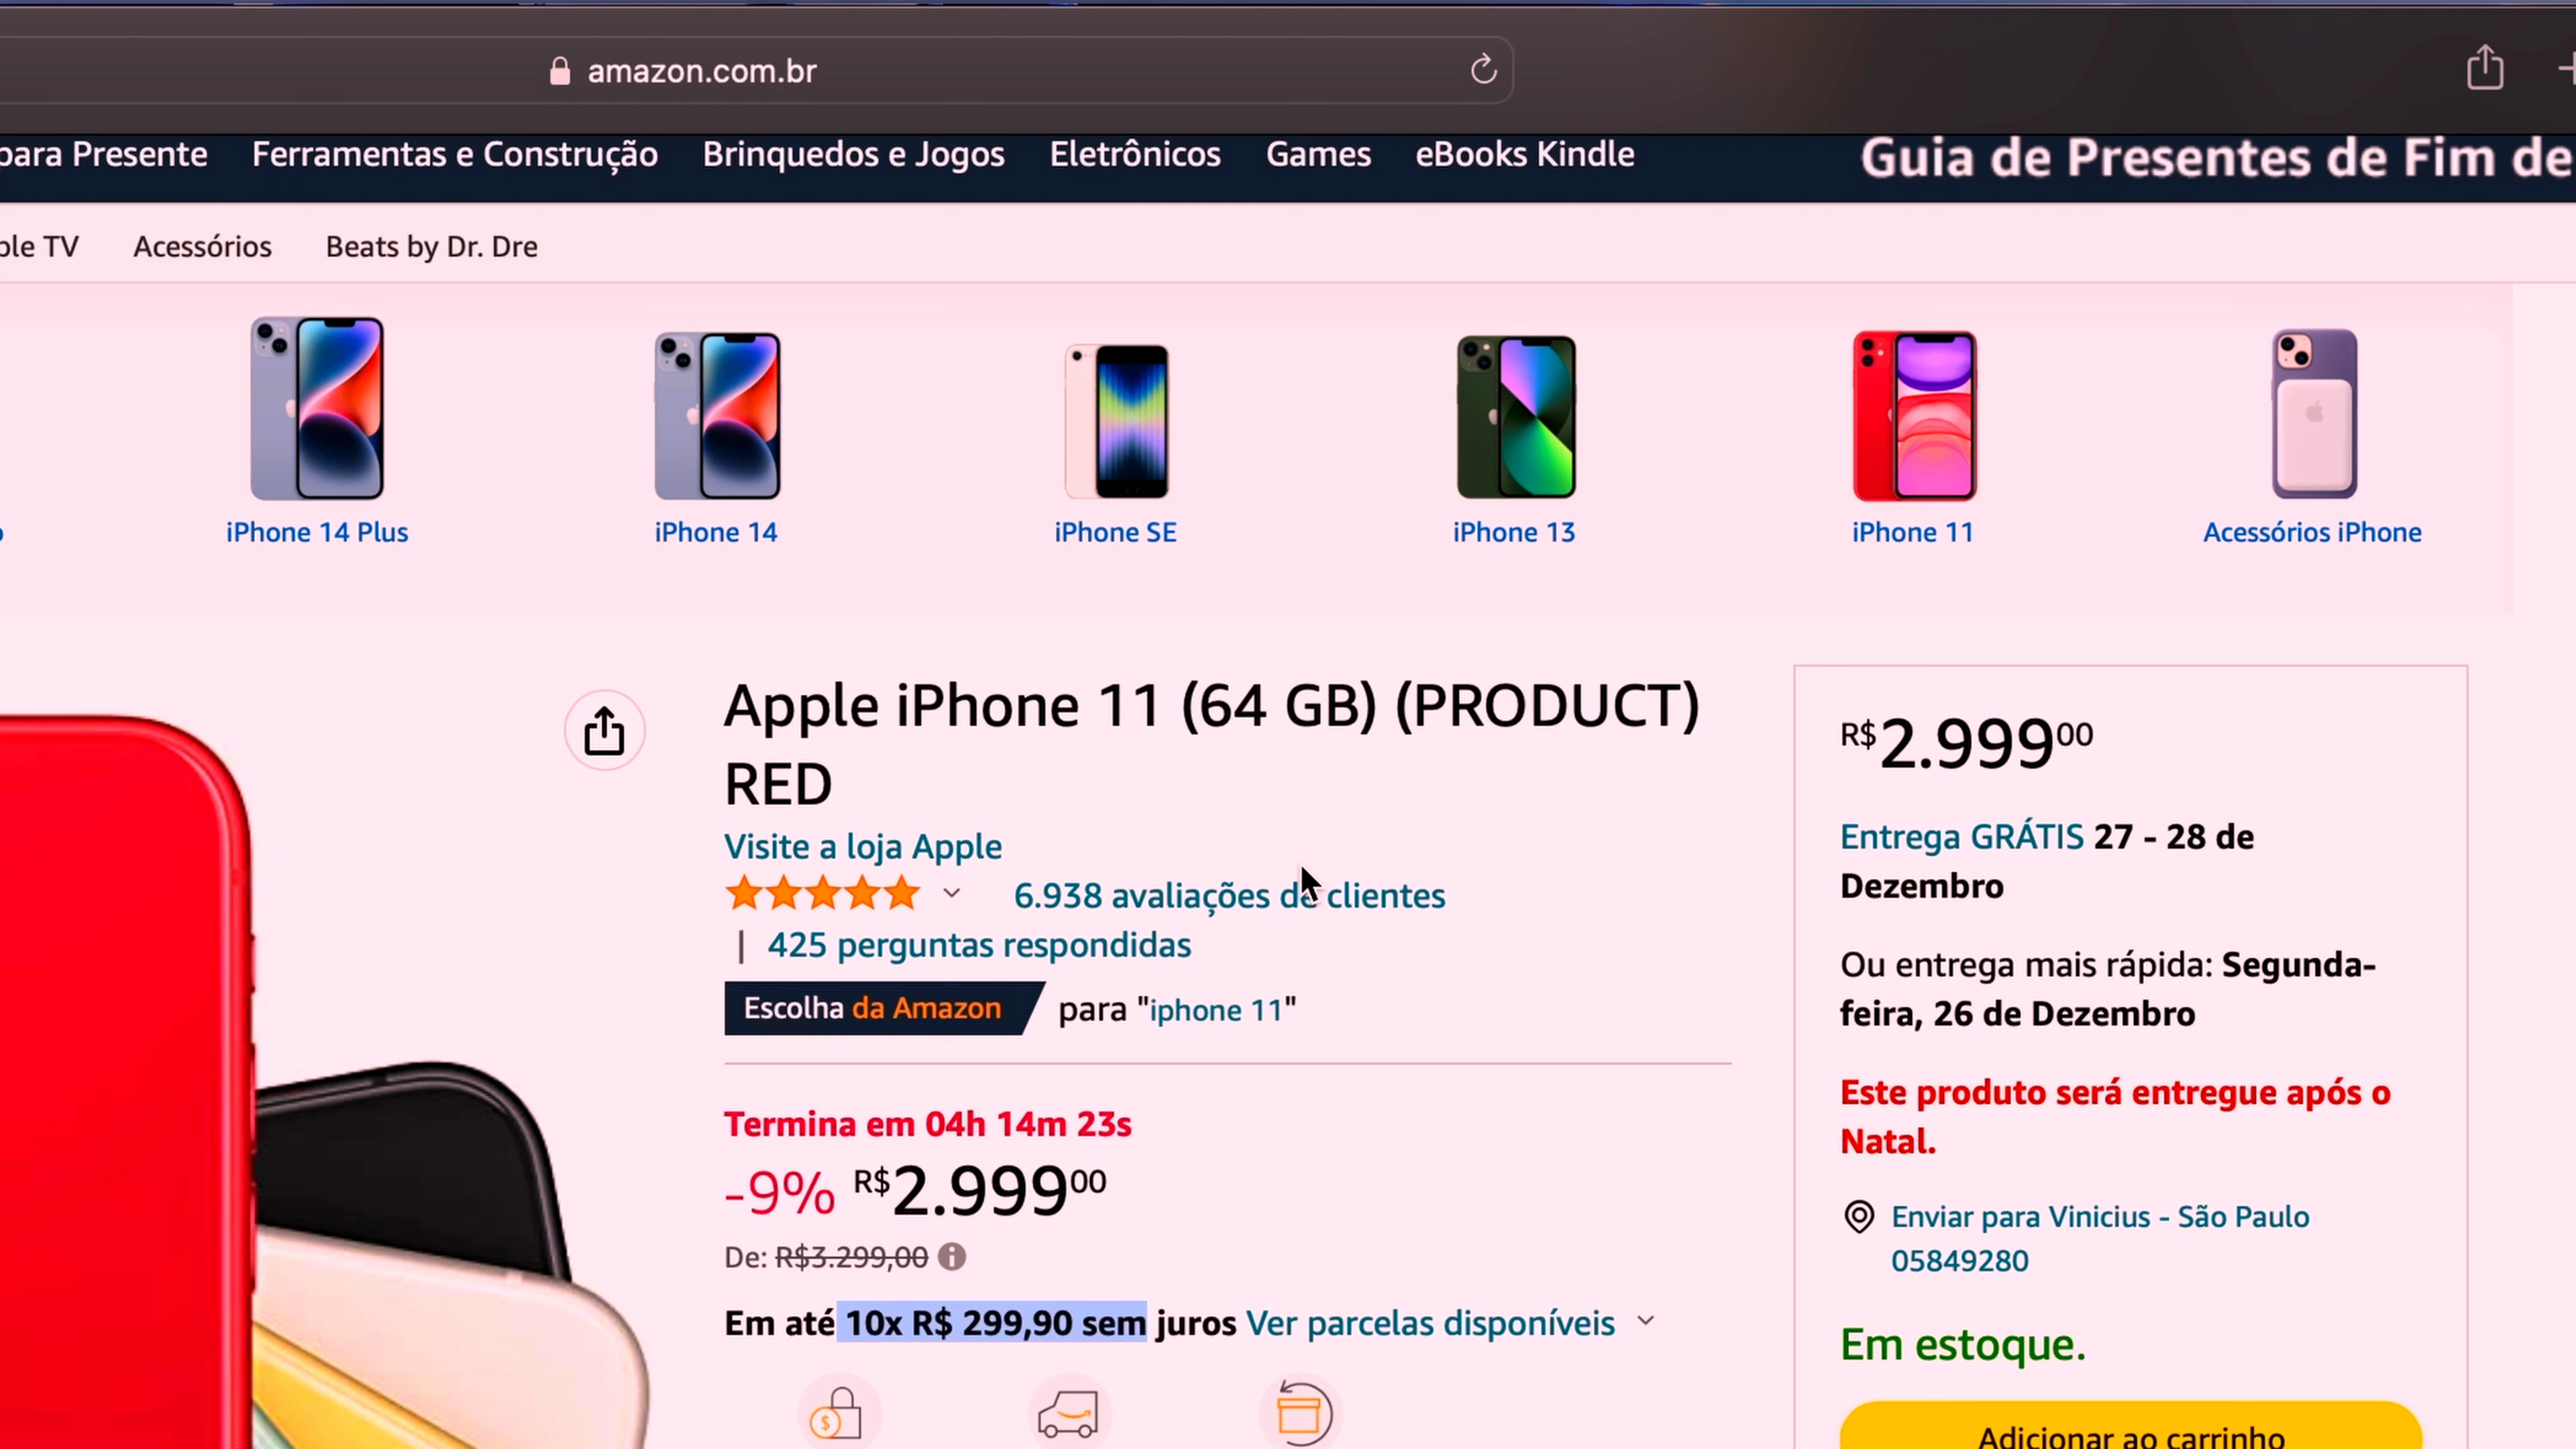 amazon.com.br
para Presente Ferramentas e Construção Brinquedos e Jogos Eletrônicos Games eBooks Kindle Guia de Presentes de Fim de
TV Acessórios Beats by Dr. Dre
iPhone 14 Plus iPhone 14 iPhone SE iPhone 13 iPhone 11 Acessórios iPhone
Apple iPhone 11 (64 GB) (PRODUCT)
RED
Visite a loja Apple
6.938 avaliações de clientes
| 425 perguntas respondidas
Escolha da Amazon para "iphone 11"
Termina em 04h 14m 23s
-9% R$2.99900
De: R$3.299,00
Em até 10x R$ 299,90 sem juros Ver parcelas disponíveis
R$2.99900
Entrega GRÁTIS 27 - 28 de
Dezembro
Ou entrega mais rápida: Segunda-
feira, 26 de Dezembro
Este produto será entregue após o
Natal.
Enviar para Vinicius - São Paulo
05849280
Em estoque.
Adicionar ao carrinho